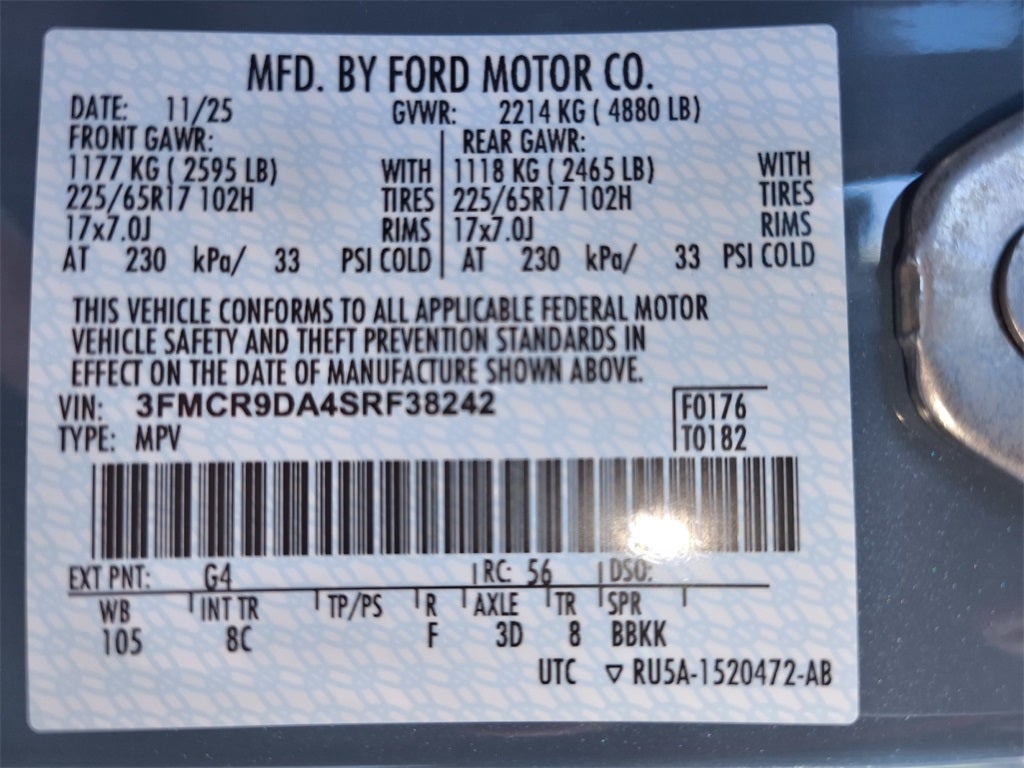 MFD. BY FORD MOTOR CO.
DATE: 11/25 GVWR: 2214 KG ( 4880 LB)
FRONT GAWR: REAR GAWR:
1177 KG ( 2595 LB) WITH 1118 KG ( 2465 LB) WITH
225/65R17 102H TIRES 225/65R17 102H TIRES
17x7.0J RIMS 17x7.0J RIMS
AT 230 kPa/ 33 PSI COLD AT 230 kPa/ 33 PSI COLD
THIS VEHICLE CONFORMS TO ALL APPLICABLE FEDERAL MOTOR
VEHICLE SAFETY AND THEFT PREVENTION STANDARDS IN
EFFECT ON THE DATE OF MANUFACTURE SHOWN ABOVE.
VIN: 3FMCR9DA4SRF38242 F0176
TYPE: MPV T0182
EXT PNT: G4 RC: 56 DSO:
WB INT TR TP/PS R AXLE TR SPR
105 8C F 3D 8 BBKK
UTC ▽ RU5A-1520472-AB